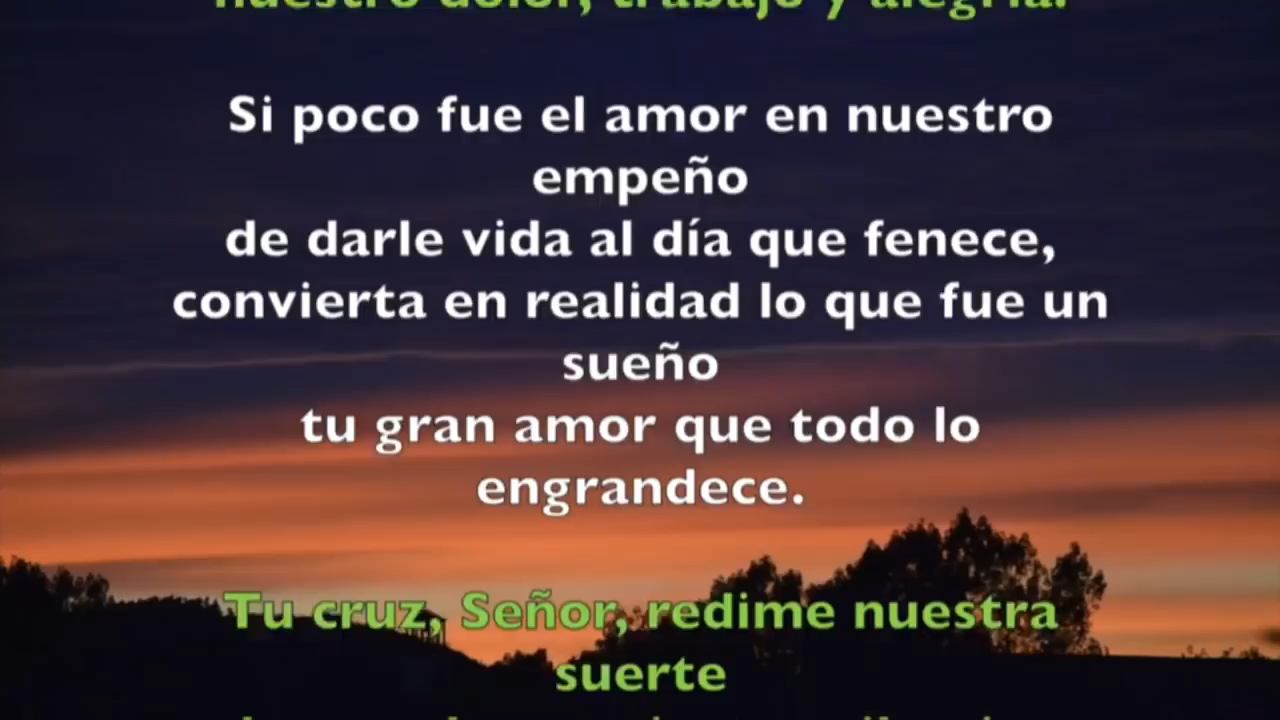 nuestro dolor, trabajo y alegría.
Si poco fue el amor en nuestro
empeño
de darle vida al día que fenece,
convierta en realidad lo que fue un
sueño
tu gran amor que todo lo
engrandece.
Tu cruz, Señor, redime nuestra
suerte